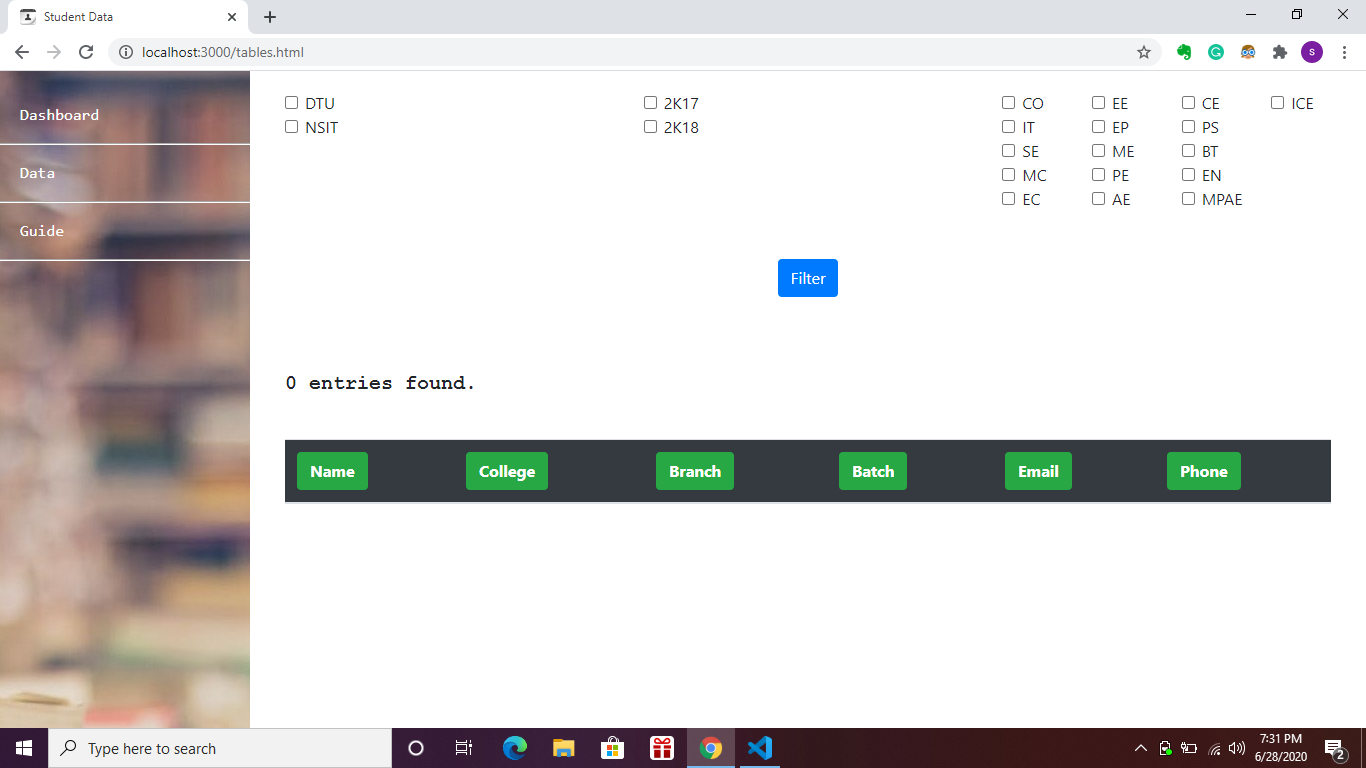 Student Data
localhost:3000/tables.html
S
Dashboard
Data
Guide
DTU
NSIT
2K17
2K18
CO EE CE ICE
IT EP PS
SE ME BT
MC PE EN
EC AE MPAE
Filter
0 entries found.
Name College Branch Batch Email Phone
Type here to search
7:31 PM
6/28/2020
2